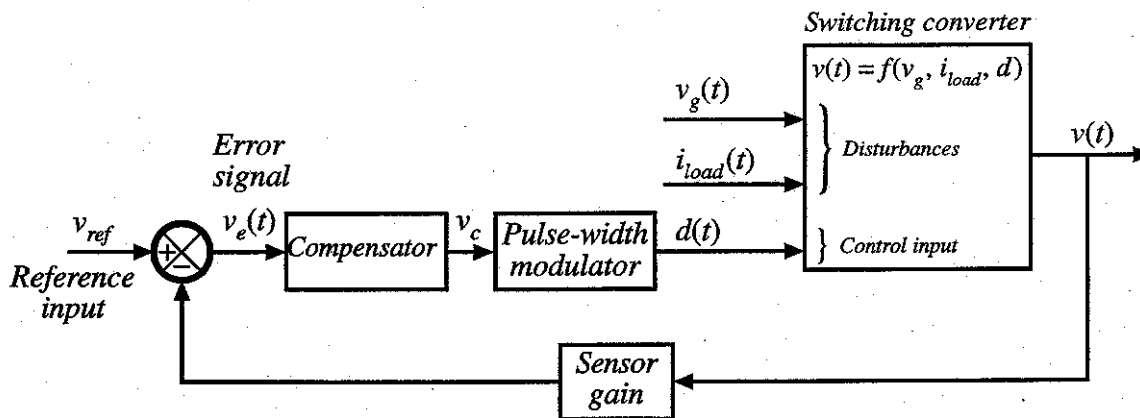 Switching converter
v(t) = f(v_g, i_load, d)
v_g(t)
v(t)
} Disturbances
i_load(t)
Error
signal
v_ref
v_e(t)
Compensator
v_c
Pulse-width
modulator
d(t)
} Control input
+
−
Reference
input
Sensor
gain